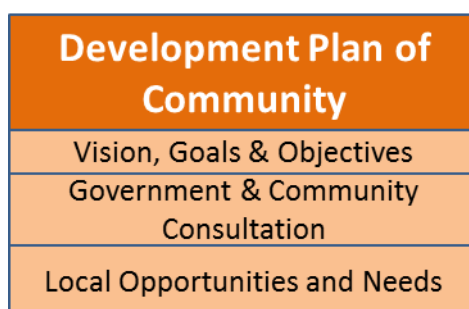 Development Plan of
Community
Vision, Goals & Objectives
Government & Community
Consultation
Local Opportunities and Needs